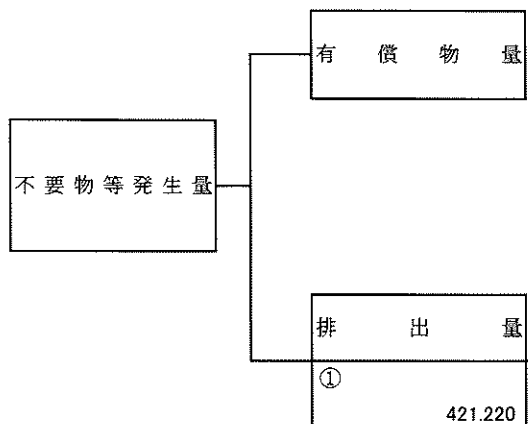 有償物量
不要物等発生量
排出量
①
421.220